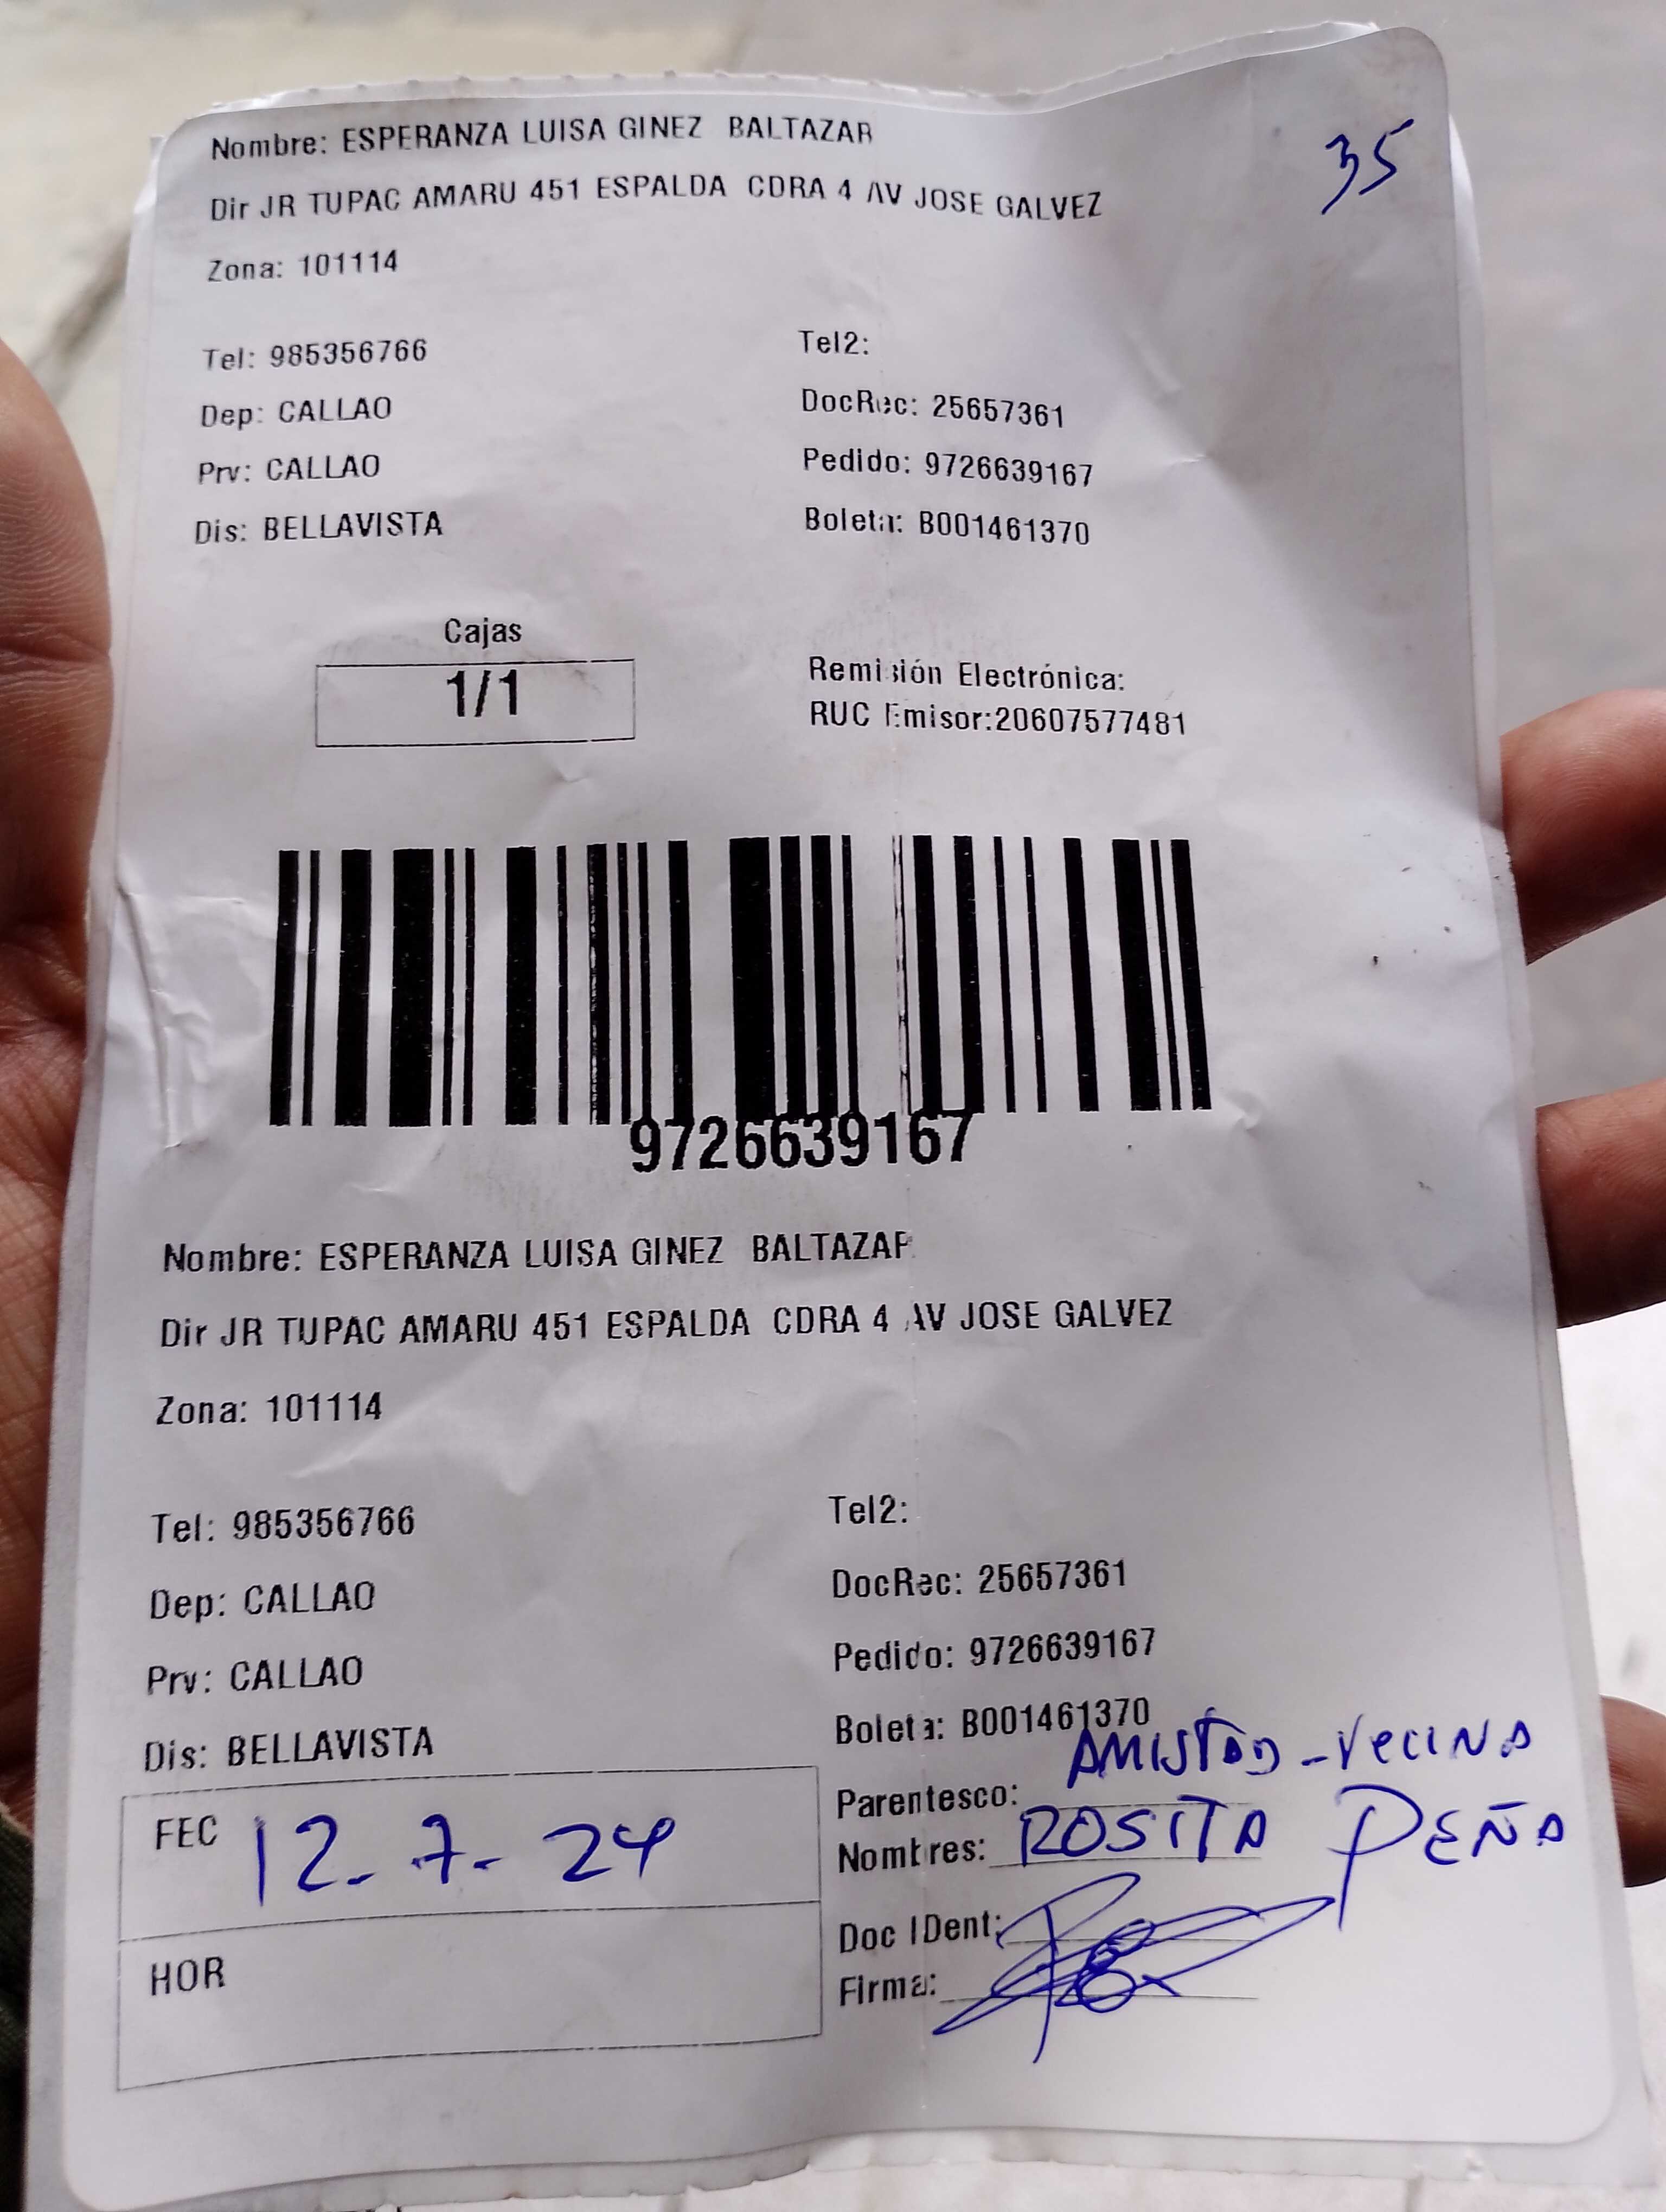 Nombre: ESPERANZA LUISA GINEZ BALTAZAR
35
Dir JR TUPAC AMARU 451 ESPALDA CDRA 4 AV JOSE GALVEZ
Zona: 101114
Tel: 985356766
Tel2:
Dep: CALLAO
DocRec: 25657361
Prv: CALLAO
Pedido: 9726639167
Dis: BELLAVISTA
Boleta: B001461370
Cajas
1/1
Remisión Electrónica:
RUC Emisor:20607577481
9726639167
Nombre: ESPERANZA LUISA GINEZ BALTAZAR
Dir JR TUPAC AMARU 451 ESPALDA CDRA 4 AV JOSE GALVEZ
Zona: 101114
Tel: 985356766
Tel2:
Dep: CALLAO
DocRec: 25657361
Prv: CALLAO
Pedido: 9726639167
Dis: BELLAVISTA
Boleta: B001461370
Parentesco: AMISTAD - VECINA
FEC 12-7-24
Nombres: ROSITA PEÑA
Doc IDent:
HOR
Firma: